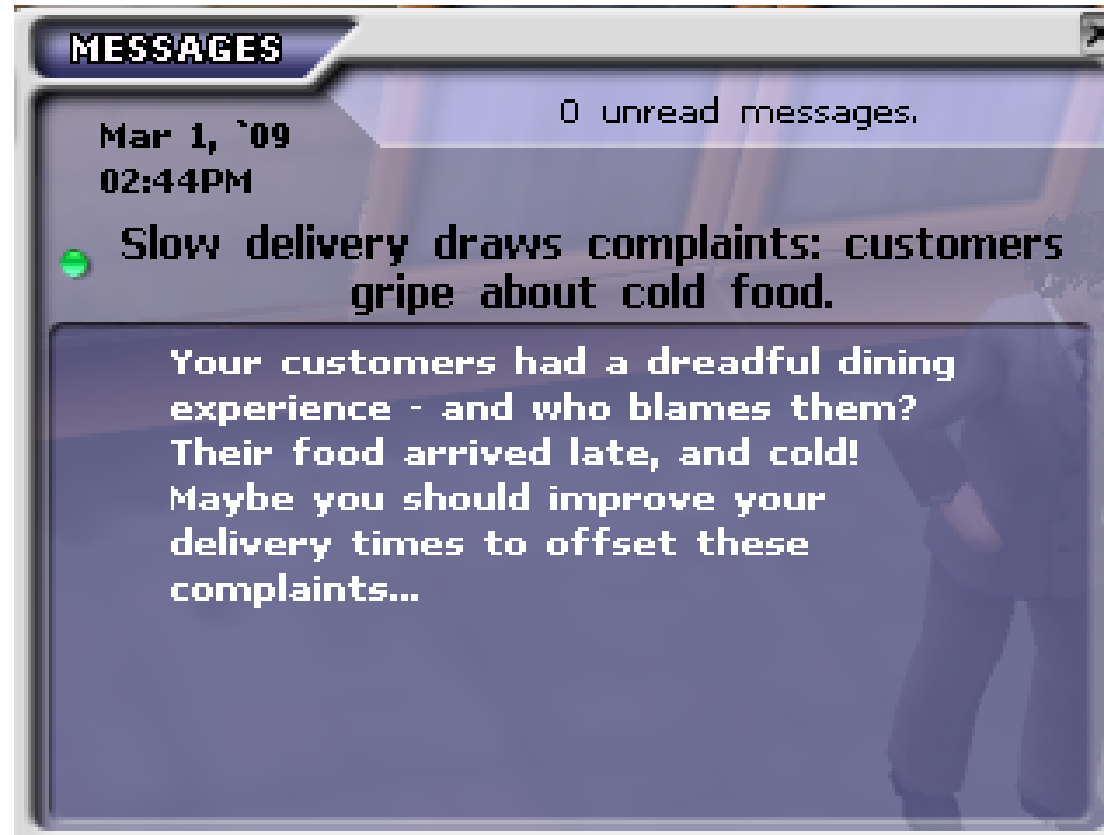 MESSAGES
0 unread messages.
Mar 1, `09
02:44PM
Slow delivery draws complaints: customers
gripe about cold food.
Your customers had a dreadful dining
experience - and who blames them?
Their food arrived late, and cold!
Maybe you should improve your
delivery times to offset these
complaints...